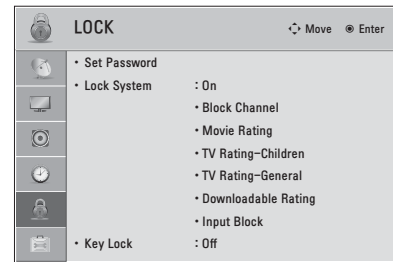 LOCK Move Enter
• Set Password
• Lock System : On
• Block Channel
• Movie Rating
• TV Rating-Children
• TV Rating-General
• Downloadable Rating
• Input Block
• Key Lock : Off